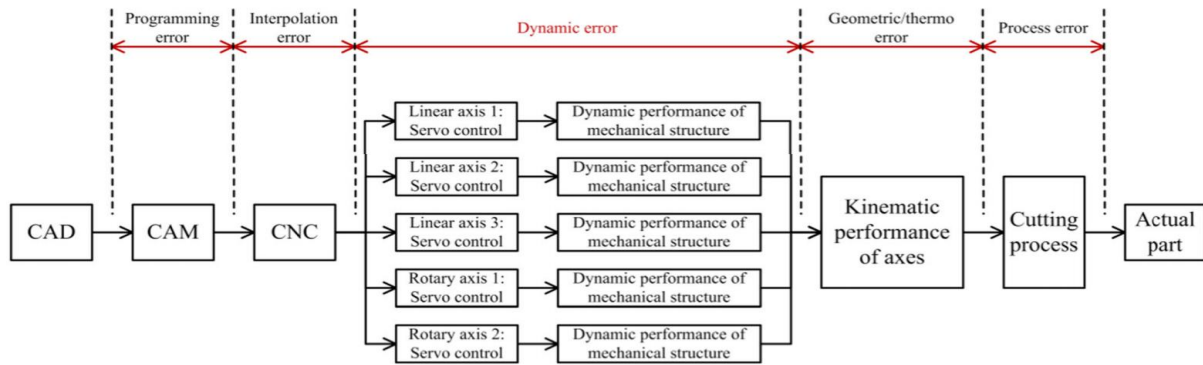 Programming
error
Interpolation
error
Dynamic error
Geometric/thermo
error
Process error
Linear axis 1:
Servo control
Dynamic performance of
mechanical structure
Linear axis 2:
Servo control
Dynamic performance of
mechanical structure
CAD
CAM
CNC
Linear axis 3:
Servo control
Dynamic performance of
mechanical structure
Rotary axis 1:
Servo control
Dynamic performance of
mechanical structure
Rotary axis 2:
Servo control
Dynamic performance of
mechanical structure
Kinematic
performance
of axes
Cutting
process
Actual
part